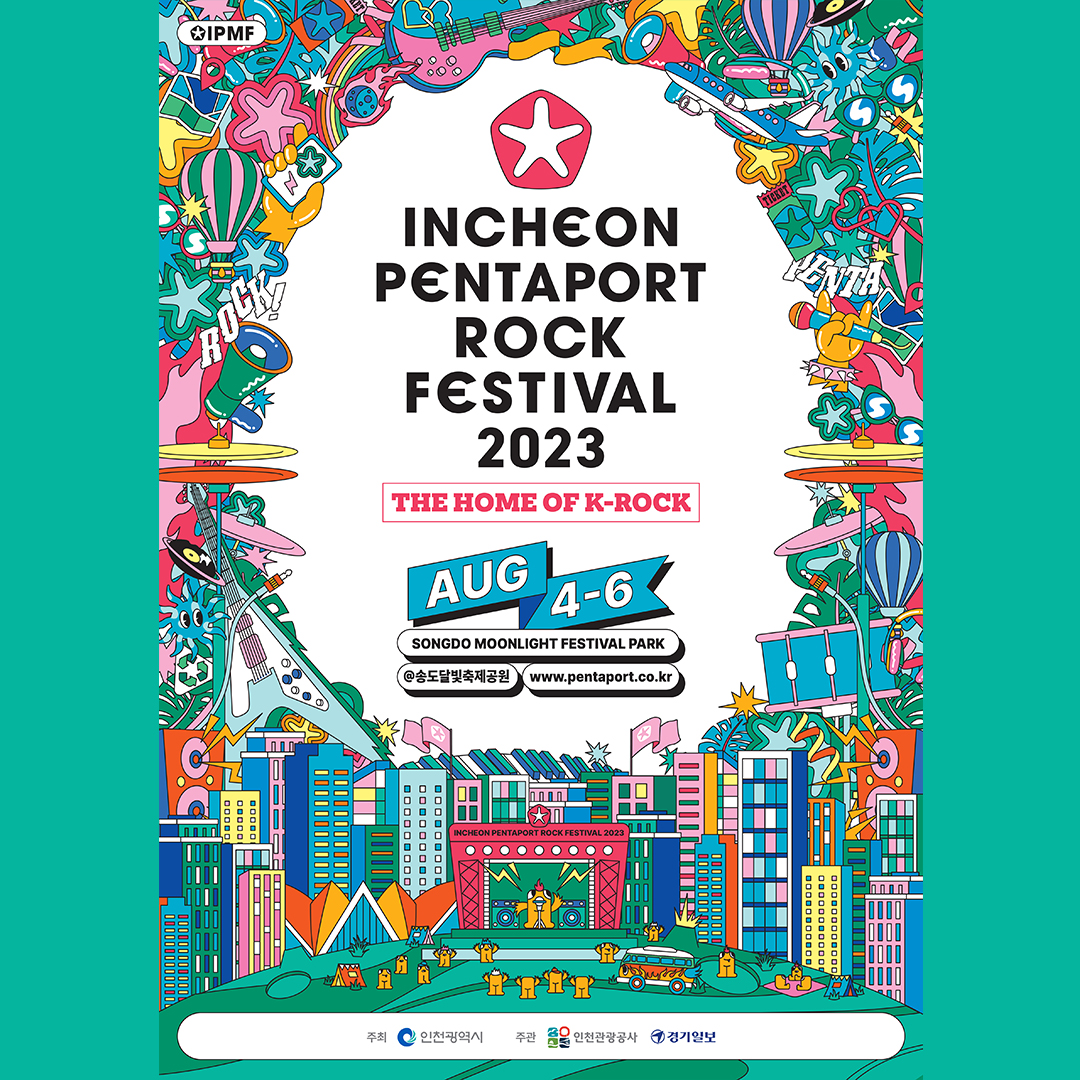 IPMF
INCHEON
PENTAPORT
ROCK
FESTIVAL
2023
THE HOME OF K-ROCK
AUG 4-6
SONGDO MOONLIGHT FESTIVAL PARK
@송도달빛축제공원 www.pentaport.co.kr
TICKET
ROCK!
PENTA
INCHEON PENTAPORT ROCK FESTIVAL 2023
주최 인천광역시 주관 인천관광공사 경기일보